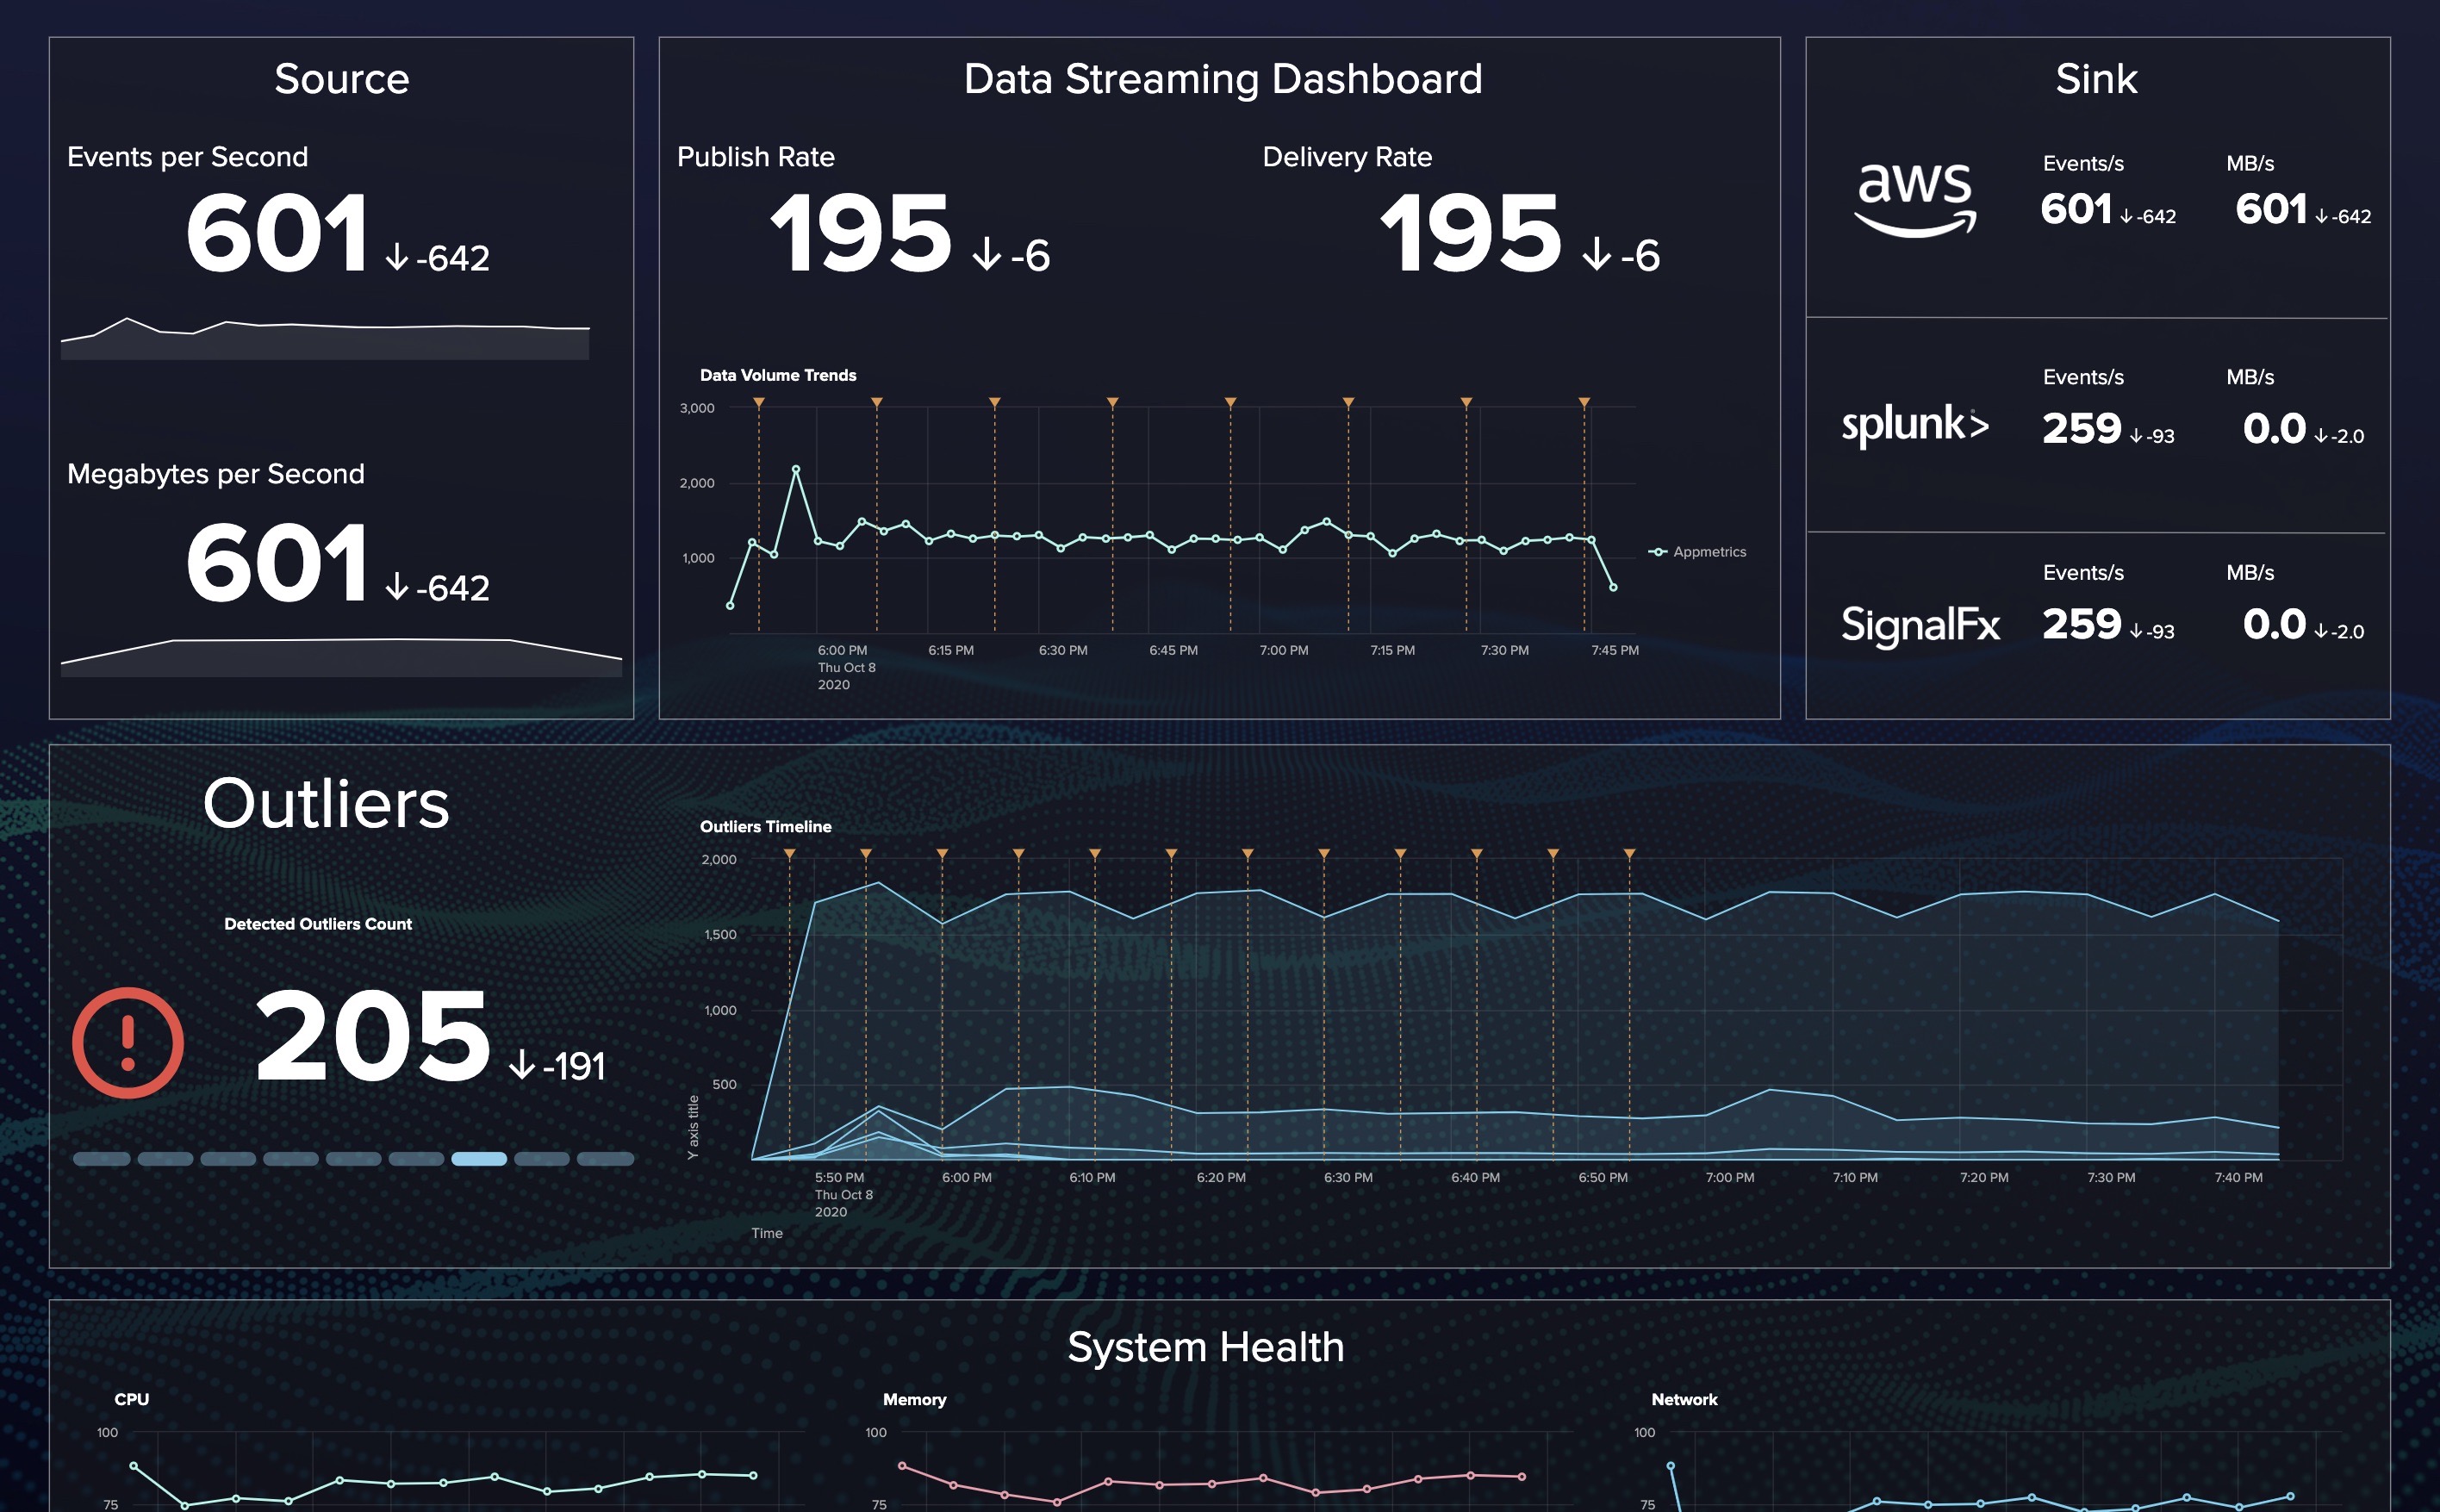 Source
Events per Second
601 ↓ -642
Megabytes per Second
601 ↓ -642
Data Streaming Dashboard
Publish Rate
195 ↓ -6
Delivery Rate
195 ↓ -6
Data Volume Trends
3,000
2,000
1,000
6:00 PM 6:15 PM 6:30 PM 6:45 PM 7:00 PM 7:15 PM 7:30 PM 7:45 PM
Thu Oct 8
2020
Appmetrics
Sink
aws
Events/s MB/s
601 ↓ -642 601 ↓ -642
splunk>
Events/s MB/s
259 ↓ -93 0.0 ↓ -2.0
SignalFx
Events/s MB/s
259 ↓ -93 0.0 ↓ -2.0
Outliers
Detected Outliers Count
205 ↓ -191
Outliers Timeline
2,000
1,500
1,000
500
Y axis title
5:50 PM 6:00 PM 6:10 PM 6:20 PM 6:30 PM 6:40 PM 6:50 PM 7:00 PM 7:10 PM 7:20 PM 7:30 PM 7:40 PM
Thu Oct 8
2020
Time
System Health
CPU
100
75
Memory
100
75
Network
100
75